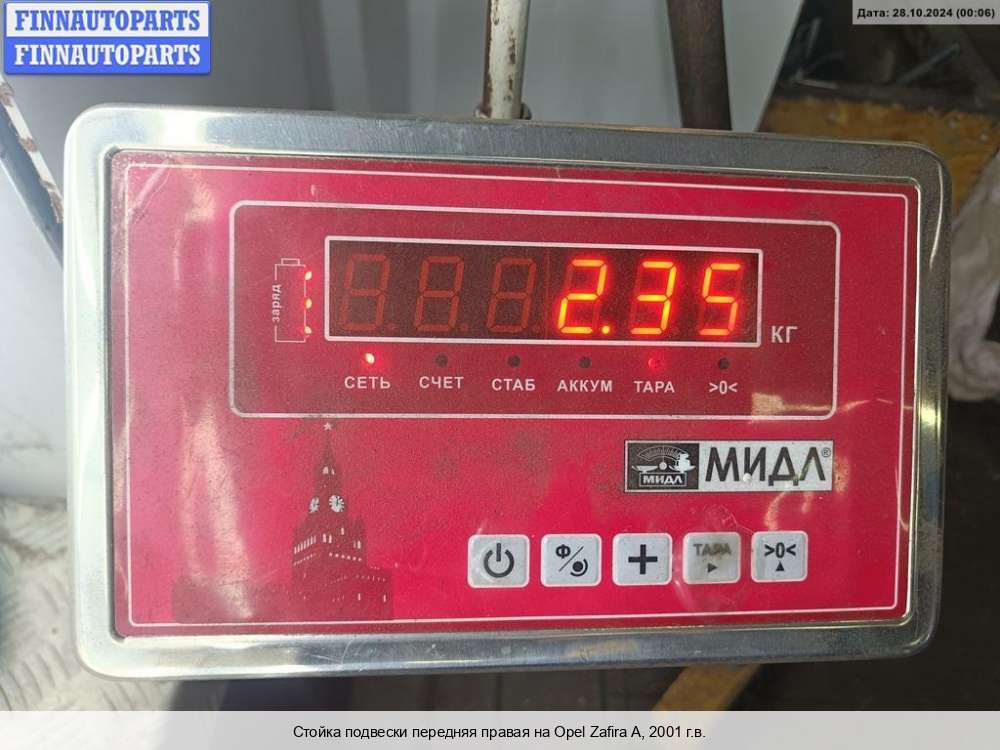 FINNAUTOPARTS
FINNAUTOPARTS
Дата: 28.10.2024 (00:06)
заряд
2.35
КГ
СЕТЬ СЧЕТ СТАБ АККУМ ТАРА >0<
МИДЛ МИДЛ®
Ф/
ТАРА >0<
Стойка подвески передняя правая на Opel Zafira A, 2001 г.в.